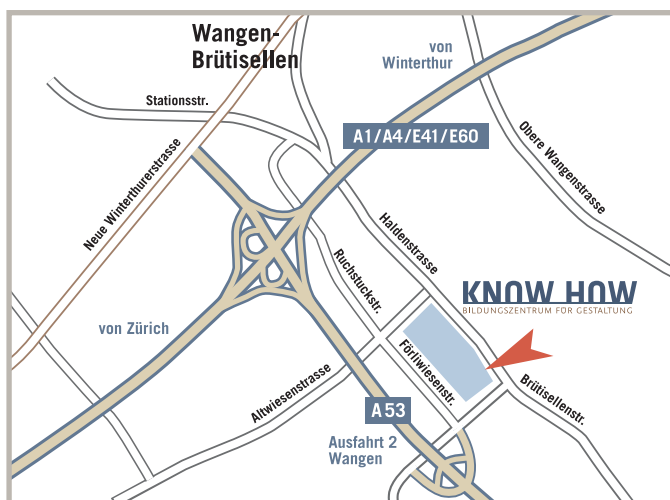 Wangen-
Brütisellen
von
Winterthur
Stationsstr.
A1/A4/E41/E60
Obere Wangenstrasse
Neue Winterthurerstrasse
Haldenstrasse
Ruchstuckstr.
KNOW HOW
BILDUNGSZENTRUM FÜR GESTALTUNG
von Zürich
Förliwiesenstr.
Altwiesenstrasse
Brütisellenstr.
A53
Ausfahrt 2
Wangen